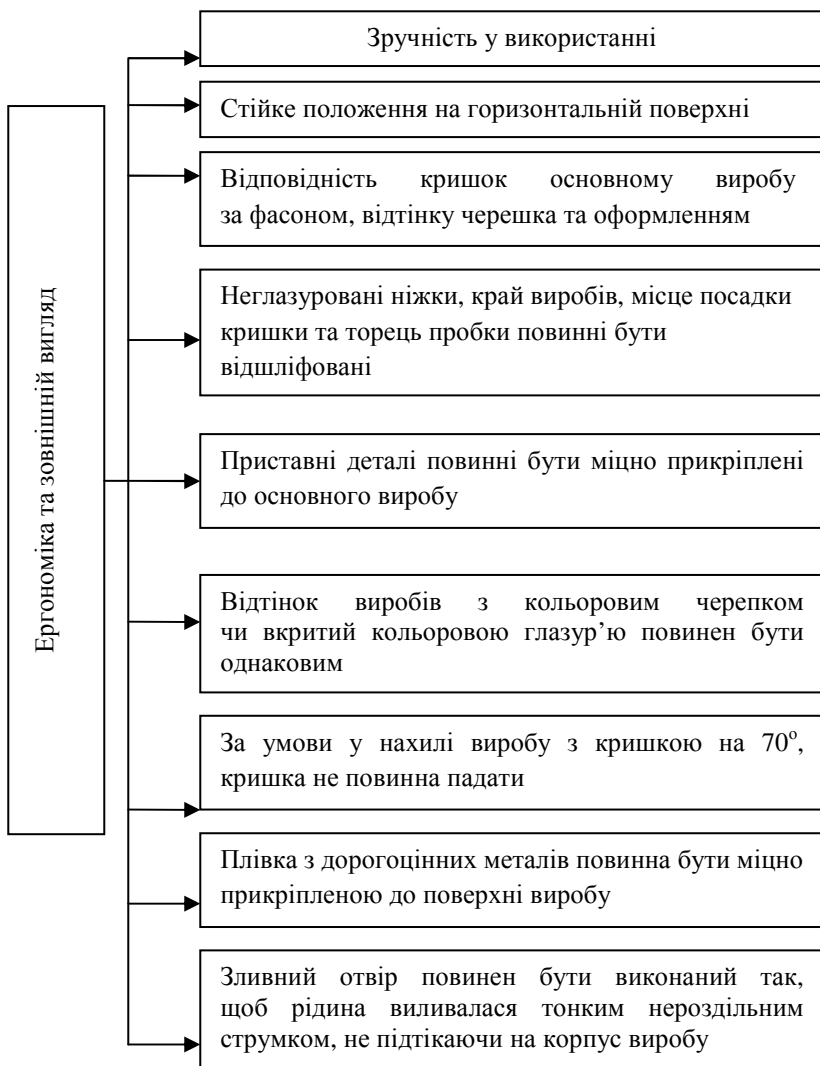 Зручність у використанні
Стійке положення на горизонтальній поверхні
Відповідність кришок основному виробу
за фасоном, відтінку черешка та оформленням
Ергономіка та зовнішній вигляд
Неглазуровані ніжки, край виробів, місце посадки
кришки та торець пробки повинні бути
відшліфовані
Приставні деталі повинні бути міцно прикріплені
до основного виробу
Відтінок виробів з кольоровим черепком
чи вкритий кольоровою глазур’ю повинен бути
однаковим
За умови у нахилі виробу з кришкою на 70º,
кришка не повинна падати
Плівка з дорогоцінних металів повинна бути міцно
прикріпленою до поверхні виробу
Зливний отвір повинен бути виконаний так,
щоб рідина виливалася тонким нероздільним
струмком, не підтікаючи на корпус виробу